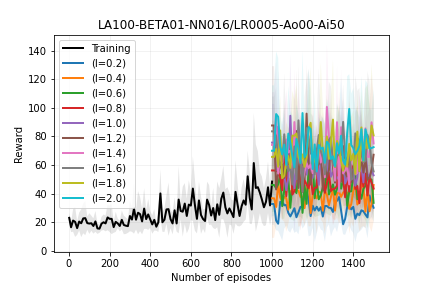 LA100-BETA01-NN016/LR0005-Ao00-Ai50
Reward
140
120
100
80
60
40
20
0
Training
(l=0.2)
(l=0.4)
(l=0.6)
(l=0.8)
(l=1.0)
(l=1.2)
(l=1.4)
(l=1.6)
(l=1.8)
(l=2.0)
0 200 400 600 800 1000 1200 1400
Number of episodes